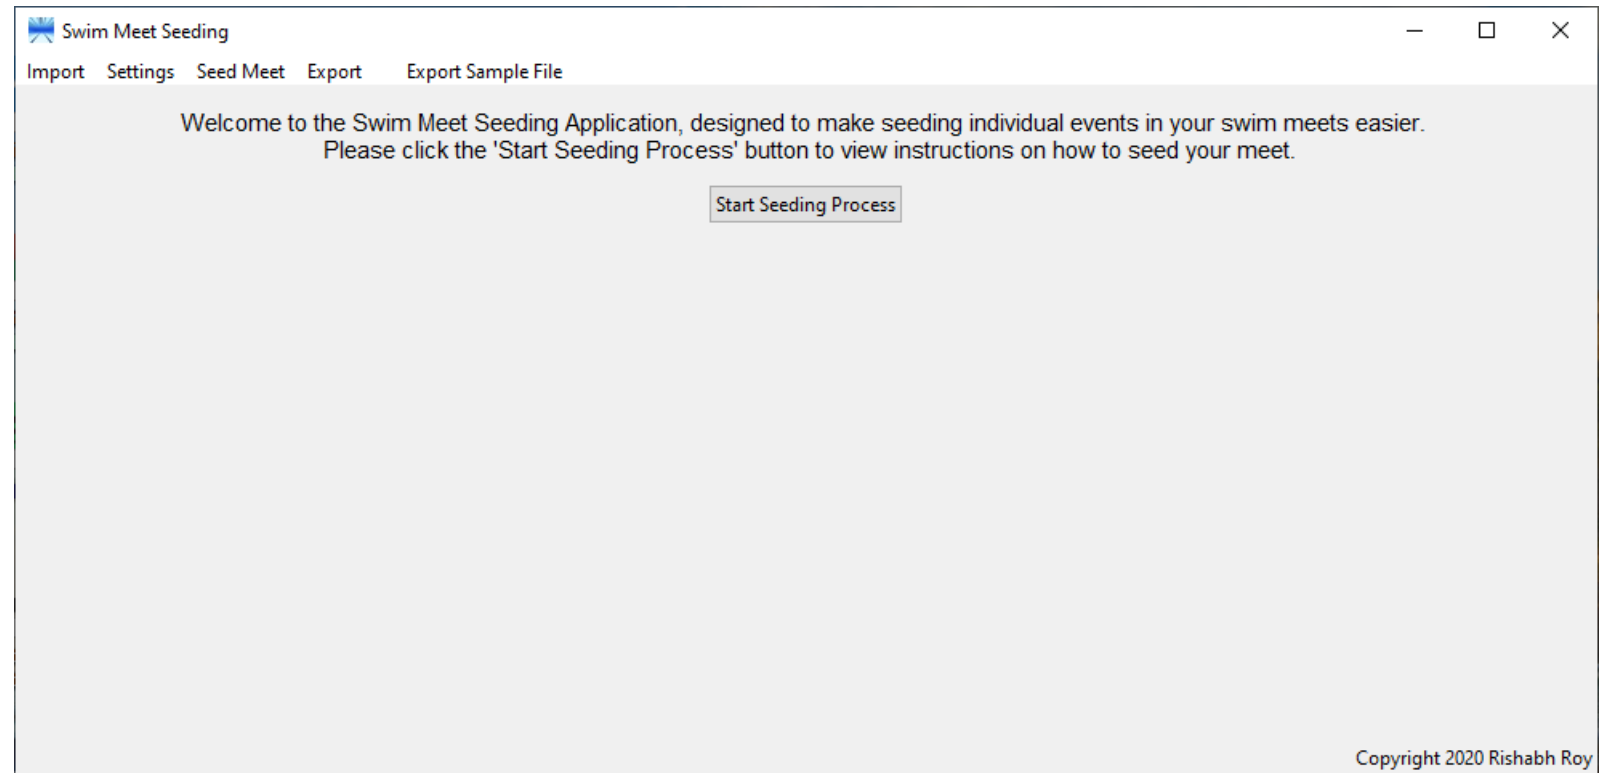 Swim Meet Seeding
Import Settings Seed Meet Export Export Sample File
Welcome to the Swim Meet Seeding Application, designed to make seeding individual events in your swim meets easier.
Please click the 'Start Seeding Process' button to view instructions on how to seed your meet.
Start Seeding Process
Copyright 2020 Rishabh Roy